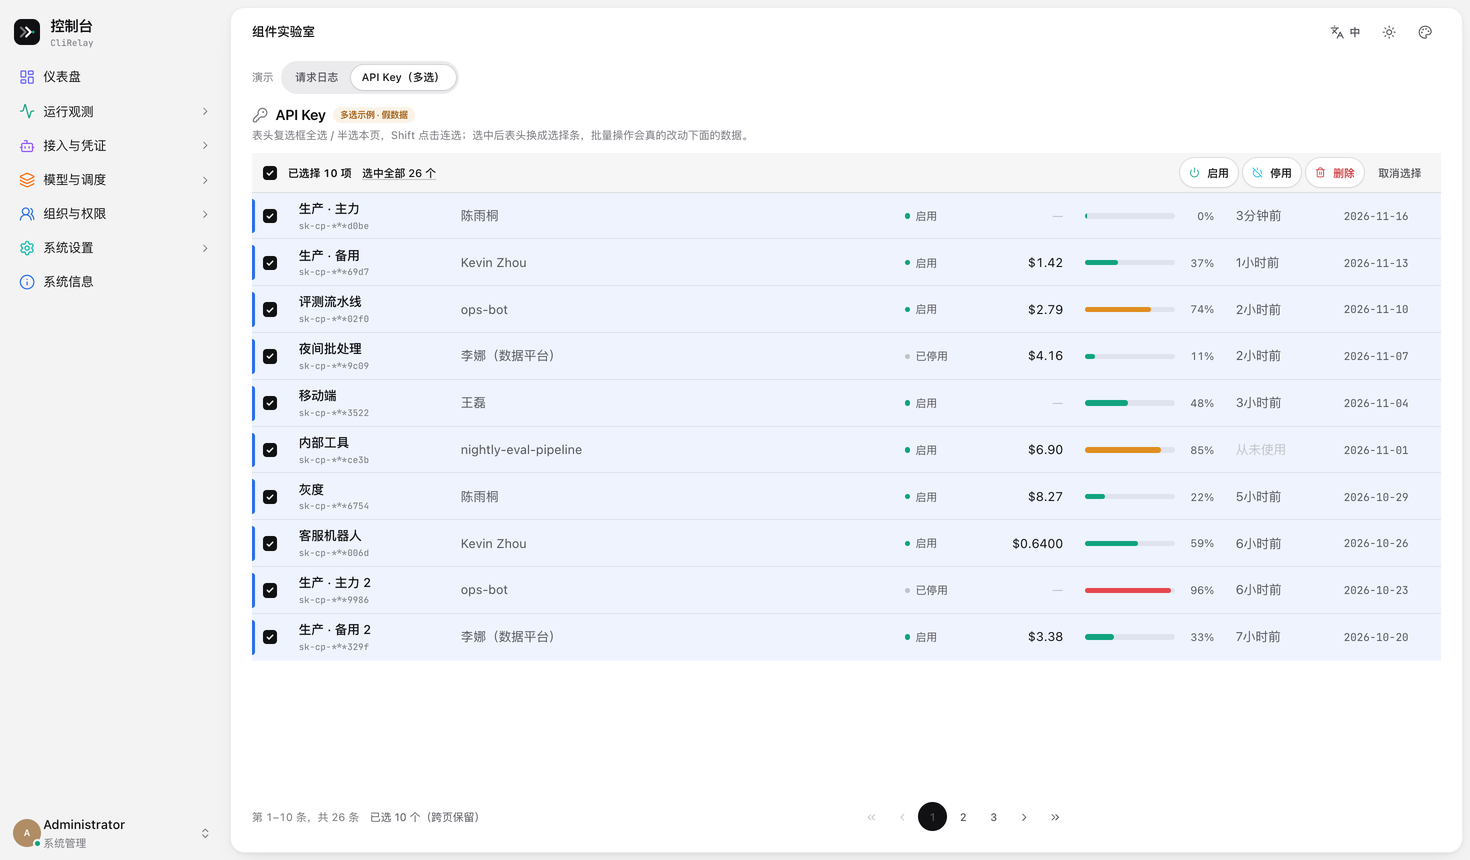 控制台
CliRelay
仪表盘
运行观测
接入与凭证
模型与调度
组织与权限
系统设置
系统信息
A
Administrator
系统管理
组件实验室
中
演示 请求日志 API Key（多选）
API Key 多选示例 · 假数据
表头复选框全选 / 半选本页，Shift 点击连选；选中后表头换成选择条，批量操作会真的改动下面的数据。
已选择 10 项 选中全部 26 个 启用 停用 删除 取消选择
生产 · 主力 陈雨桐 启用 — 0% 3分钟前 2026-11-16
sk-cp-***d0be
生产 · 备用 Kevin Zhou 启用 $1.42 37% 1小时前 2026-11-13
sk-cp-***69d7
评测流水线 ops-bot 启用 $2.79 74% 2小时前 2026-11-10
sk-cp-***02f0
夜间批处理 李娜（数据平台） 已停用 $4.16 11% 2小时前 2026-11-07
sk-cp-***9c09
移动端 王磊 启用 — 48% 3小时前 2026-11-04
sk-cp-***3522
内部工具 nightly-eval-pipeline 启用 $6.90 85% 从未使用 2026-11-01
sk-cp-***ce3b
灰度 陈雨桐 启用 $8.27 22% 5小时前 2026-10-29
sk-cp-***6754
客服机器人 Kevin Zhou 启用 $0.6400 59% 6小时前 2026-10-26
sk-cp-***006d
生产 · 主力 2 ops-bot 已停用 — 96% 6小时前 2026-10-23
sk-cp-***9986
生产 · 备用 2 李娜（数据平台） 启用 $3.38 33% 7小时前 2026-10-20
sk-cp-***329f
第 1–10 条，共 26 条 已选 10 个（跨页保留） « ‹ 1 2 3 › »